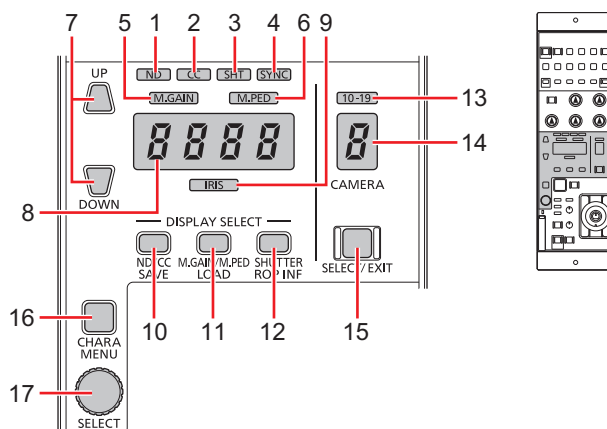 7 1 2 3 4 6 9
5
UP
ND CC SHT SYNC
M.GAIN M.PED 10-19 13
8888 8 14
8 IRIS
DOWN CAMERA
DISPLAY SELECT
ND/CC M.GAIN/M.PED SHUTTER SELECT/EXIT
SAVE LOAD ROP INF
10 11 12 15
16
CHARA
MENU
17
SELECT